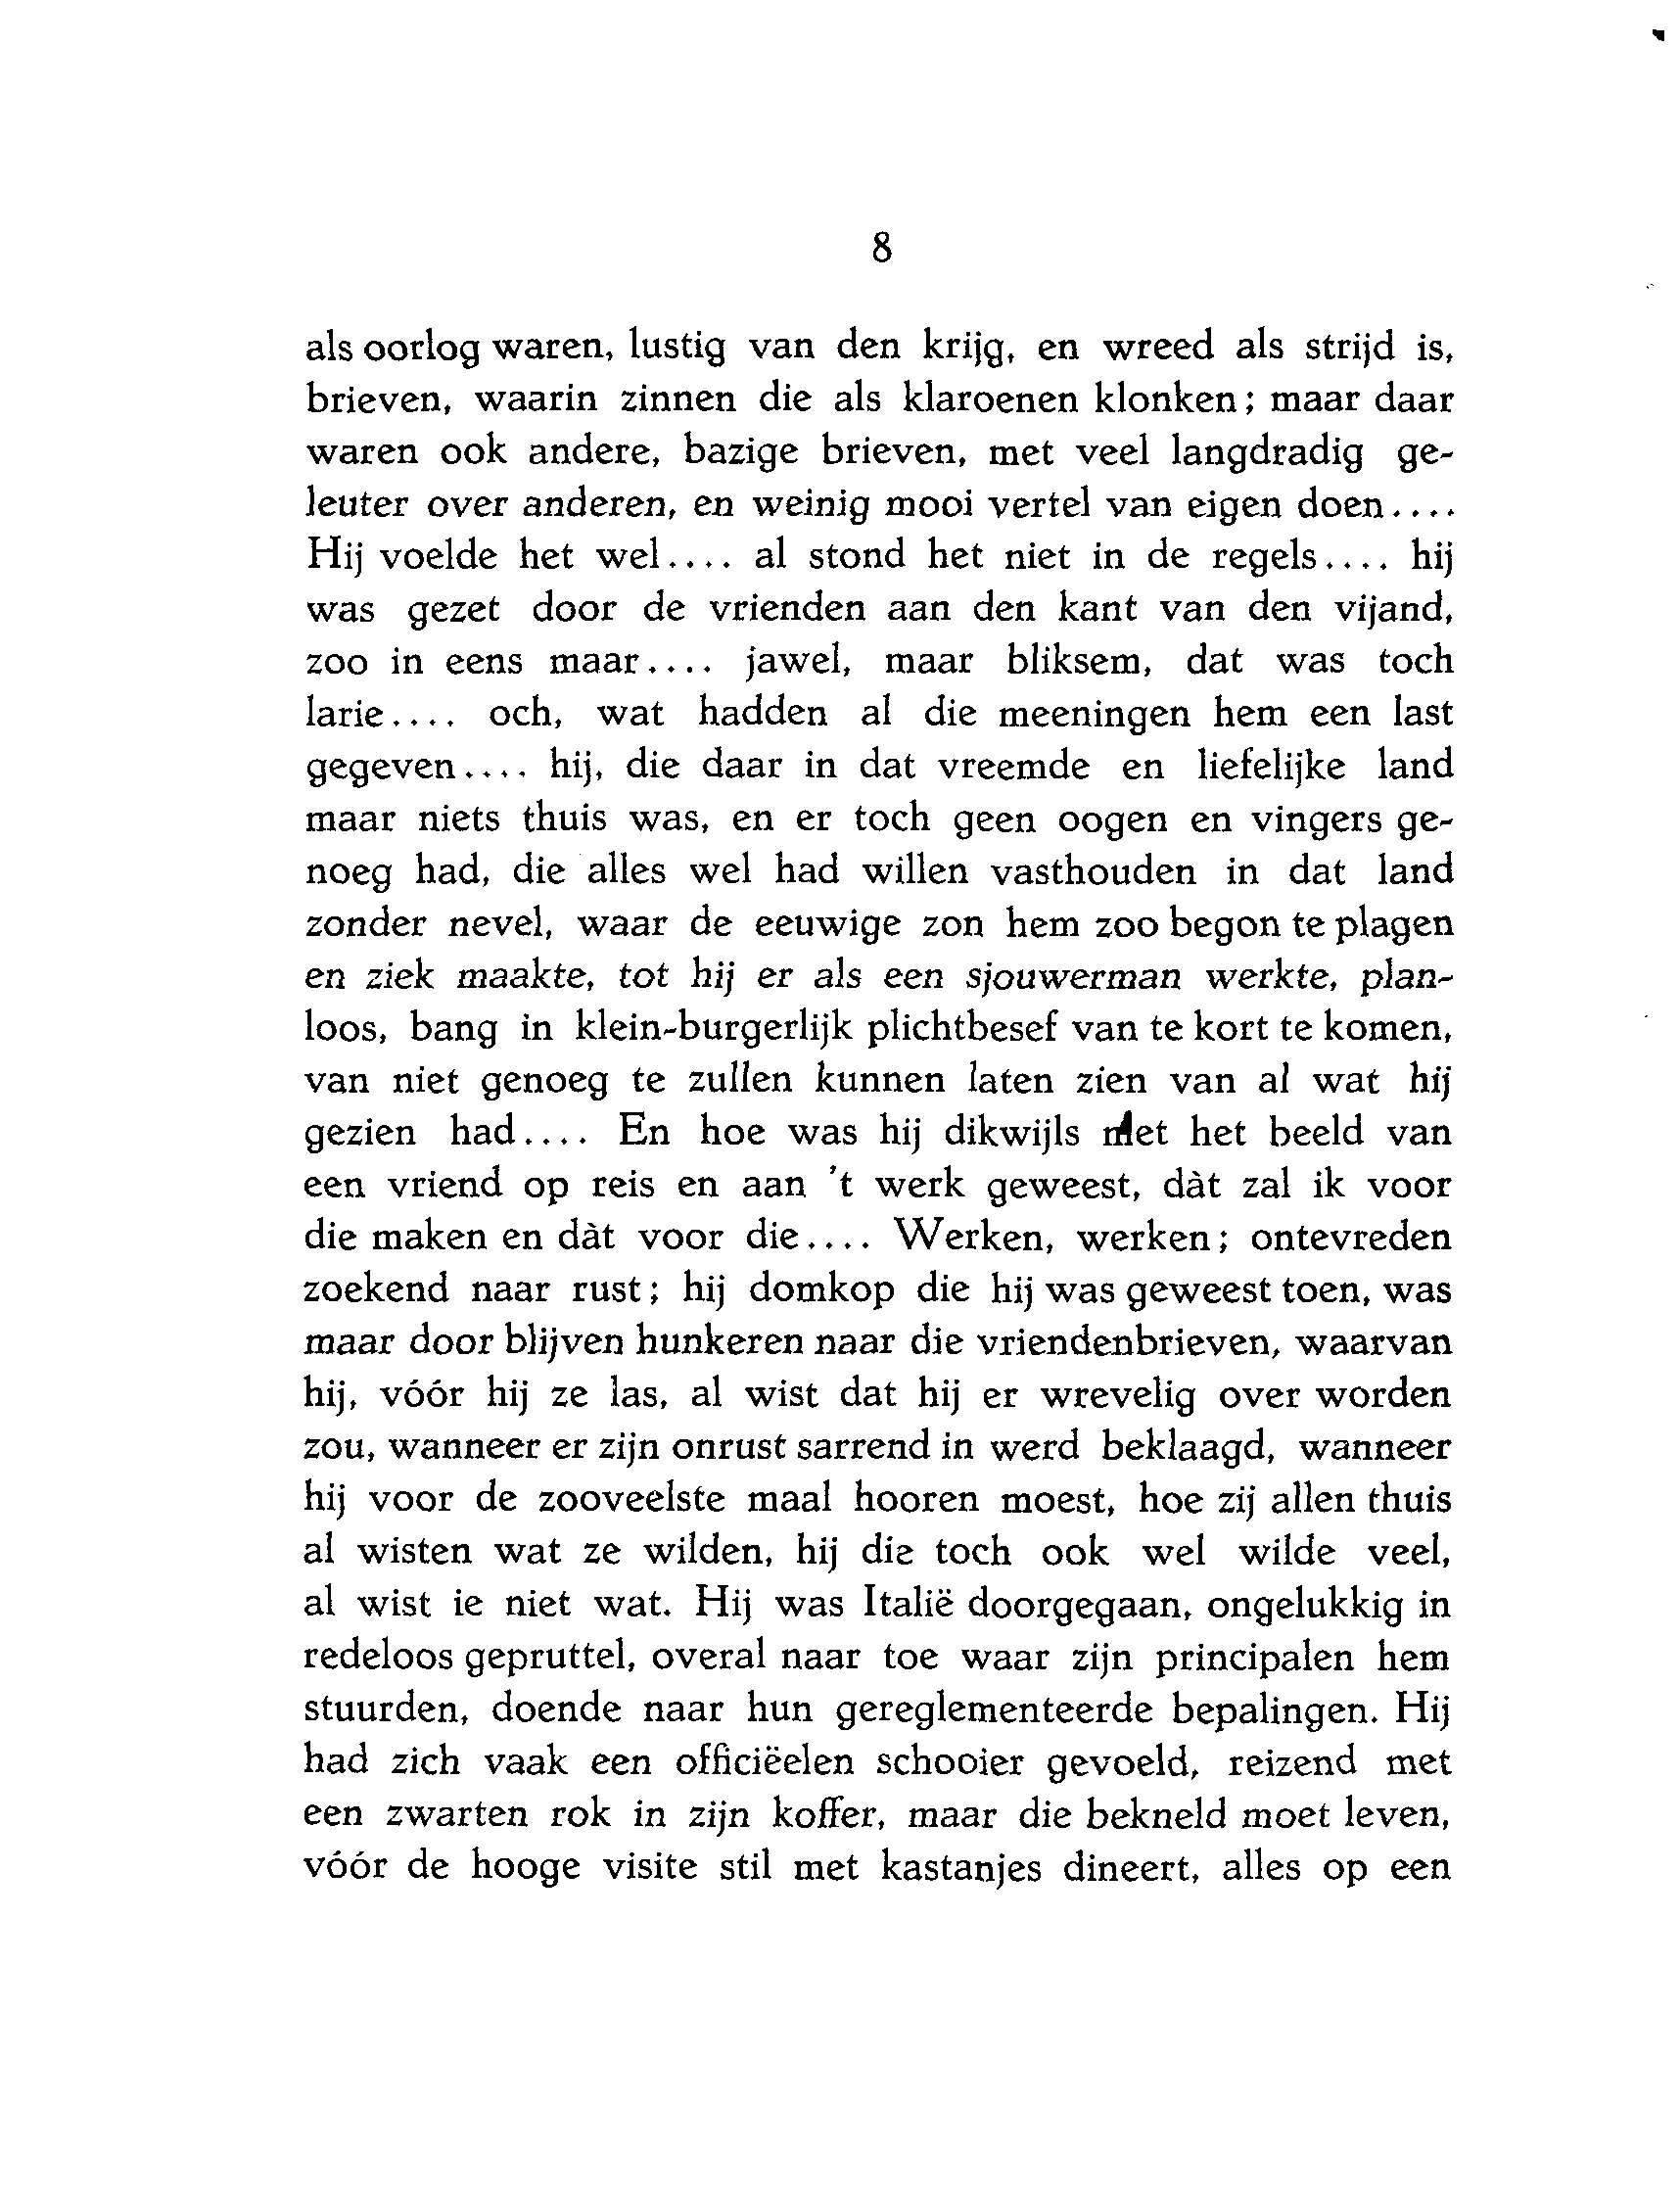 8
als oorlog waren, lustig van den krijg, en wreed als strijd is,
brieven, waarin zinnen die als klaroenen klonken; maar daar
waren ook andere, bazige brieven, met veel langdradig ge-
leuter over anderen, en weinig mooi vertel van eigen doen....
Hij voelde het wel.... al stond het niet in de regels.... hij
was gezet door de vrienden aan den kant van den vijand,
zoo in eens maar.... jawel, maar bliksem, dat was toch
larie.... och, wat hadden al die meeningen hem een last
gegeven.... hij, die daar in dat vreemde en liefelijke land
maar niets thuis was, en er toch geen oogen en vingers ge-
noeg had, die alles wel had willen vasthouden in dat land
zonder nevel, waar de eeuwige zon hem zoo begon te plagen
en ziek maakte, tot hij er als een sjouwerman werkte, plan-
loos, bang in klein-burgerlijk plichtbesef van te kort te komen,
van niet genoeg te zullen kunnen laten zien van al wat hij
gezien had.... En hoe was hij dikwijls met het beeld van
een vriend op reis en aan 't werk geweest, dàt zal ik voor
die maken en dàt voor die.... Werken, werken; ontevreden
zoekend naar rust; hij domkop die hij was geweest toen, was
maar door blijven hunkeren naar die vriendenbrieven, waarvan
hij, vóór hij ze las, al wist dat hij er wrevelig over worden
zou, wanneer er zijn onrust sarrend in werd beklaagd, wanneer
hij voor de zooveelste maal hooren moest, hoe zij allen thuis
al wisten wat ze wilden, hij die toch ook wel wilde veel,
al wist ie niet wat. Hij was Italië doorgegaan, ongelukkig in
redeloos gepruttel, overal naar toe waar zijn principalen hem
stuurden, doende naar hun gereglementeerde bepalingen. Hij
had zich vaak een officiëelen schooier gevoeld, reizend met
een zwarten rok in zijn koffer, maar die bekneld moet leven,
vóór de hooge visite stil met kastanjes dineert, alles op een